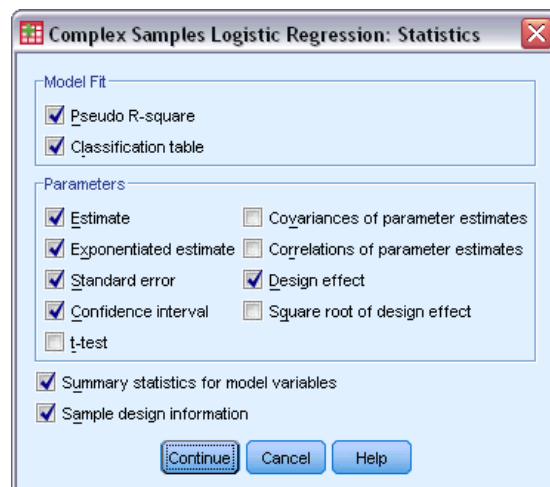 Complex Samples Logistic Regression: Statistics
Model Fit
Pseudo R-square
Classification table
Parameters
Estimate
Covariances of parameter estimates
Exponentiated estimate
Correlations of parameter estimates
Standard error
Design effect
Confidence interval
Square root of design effect
t-test
Summary statistics for model variables
Sample design information
Continue
Cancel
Help